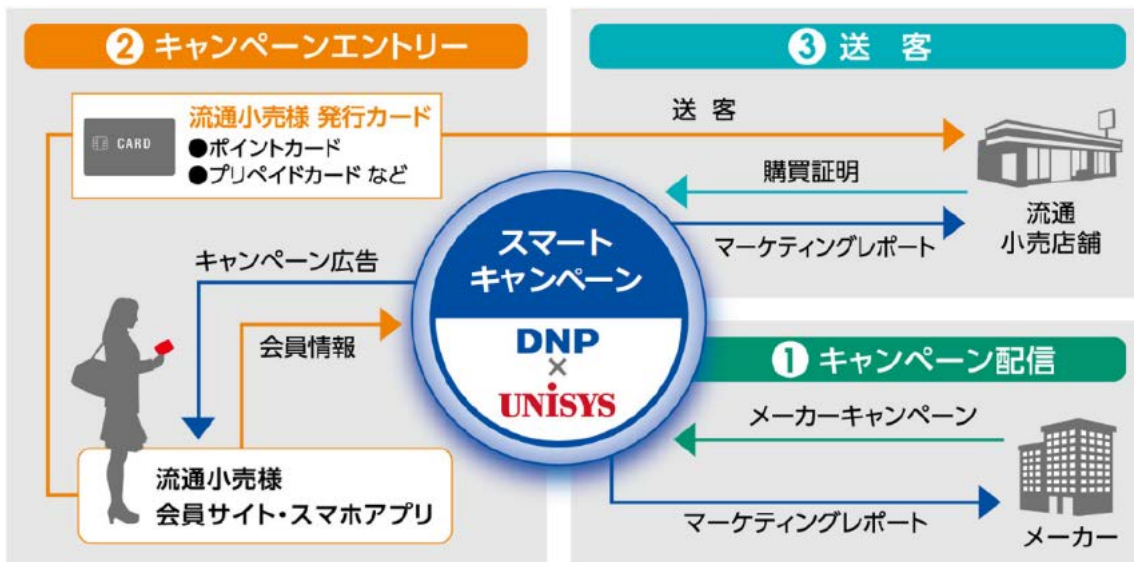 ② キャンペーンエントリー
CARD
流通小売様 発行カード
●ポイントカード
●プリペイドカード など
キャンペーン広告
会員情報
流通小売様
会員サイト・スマホアプリ
スマート
キャンペーン
DNP
×
UNiSYS
③ 送 客
送 客
購買証明
マーケティングレポート
流通
小売店舗
① キャンペーン配信
メーカーキャンペーン
マーケティングレポート
メーカー